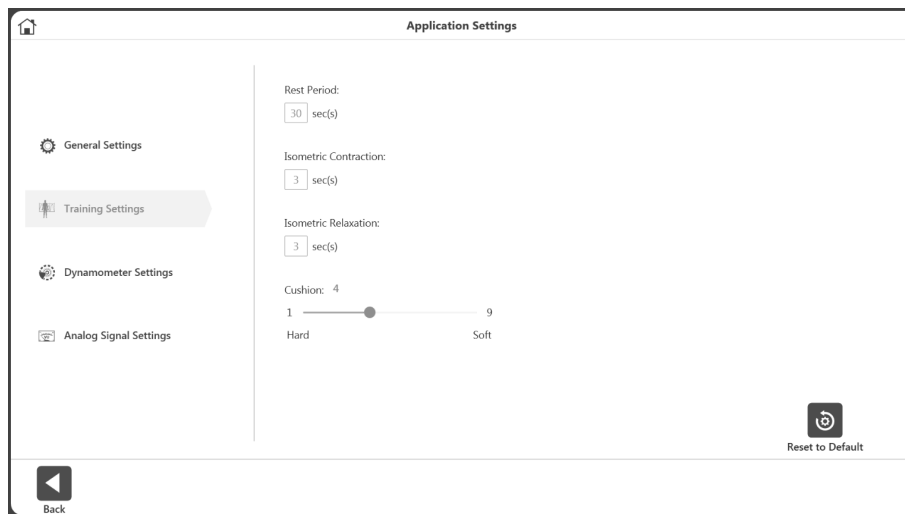 Application Settings
General Settings
Training Settings
Dynamometer Settings
Analog Signal Settings
Rest Period:
30 sec(s)
Isometric Contraction:
3 sec(s)
Isometric Relaxation:
3 sec(s)
Cushion: 4
1 9
Hard Soft
Reset to Default
Back